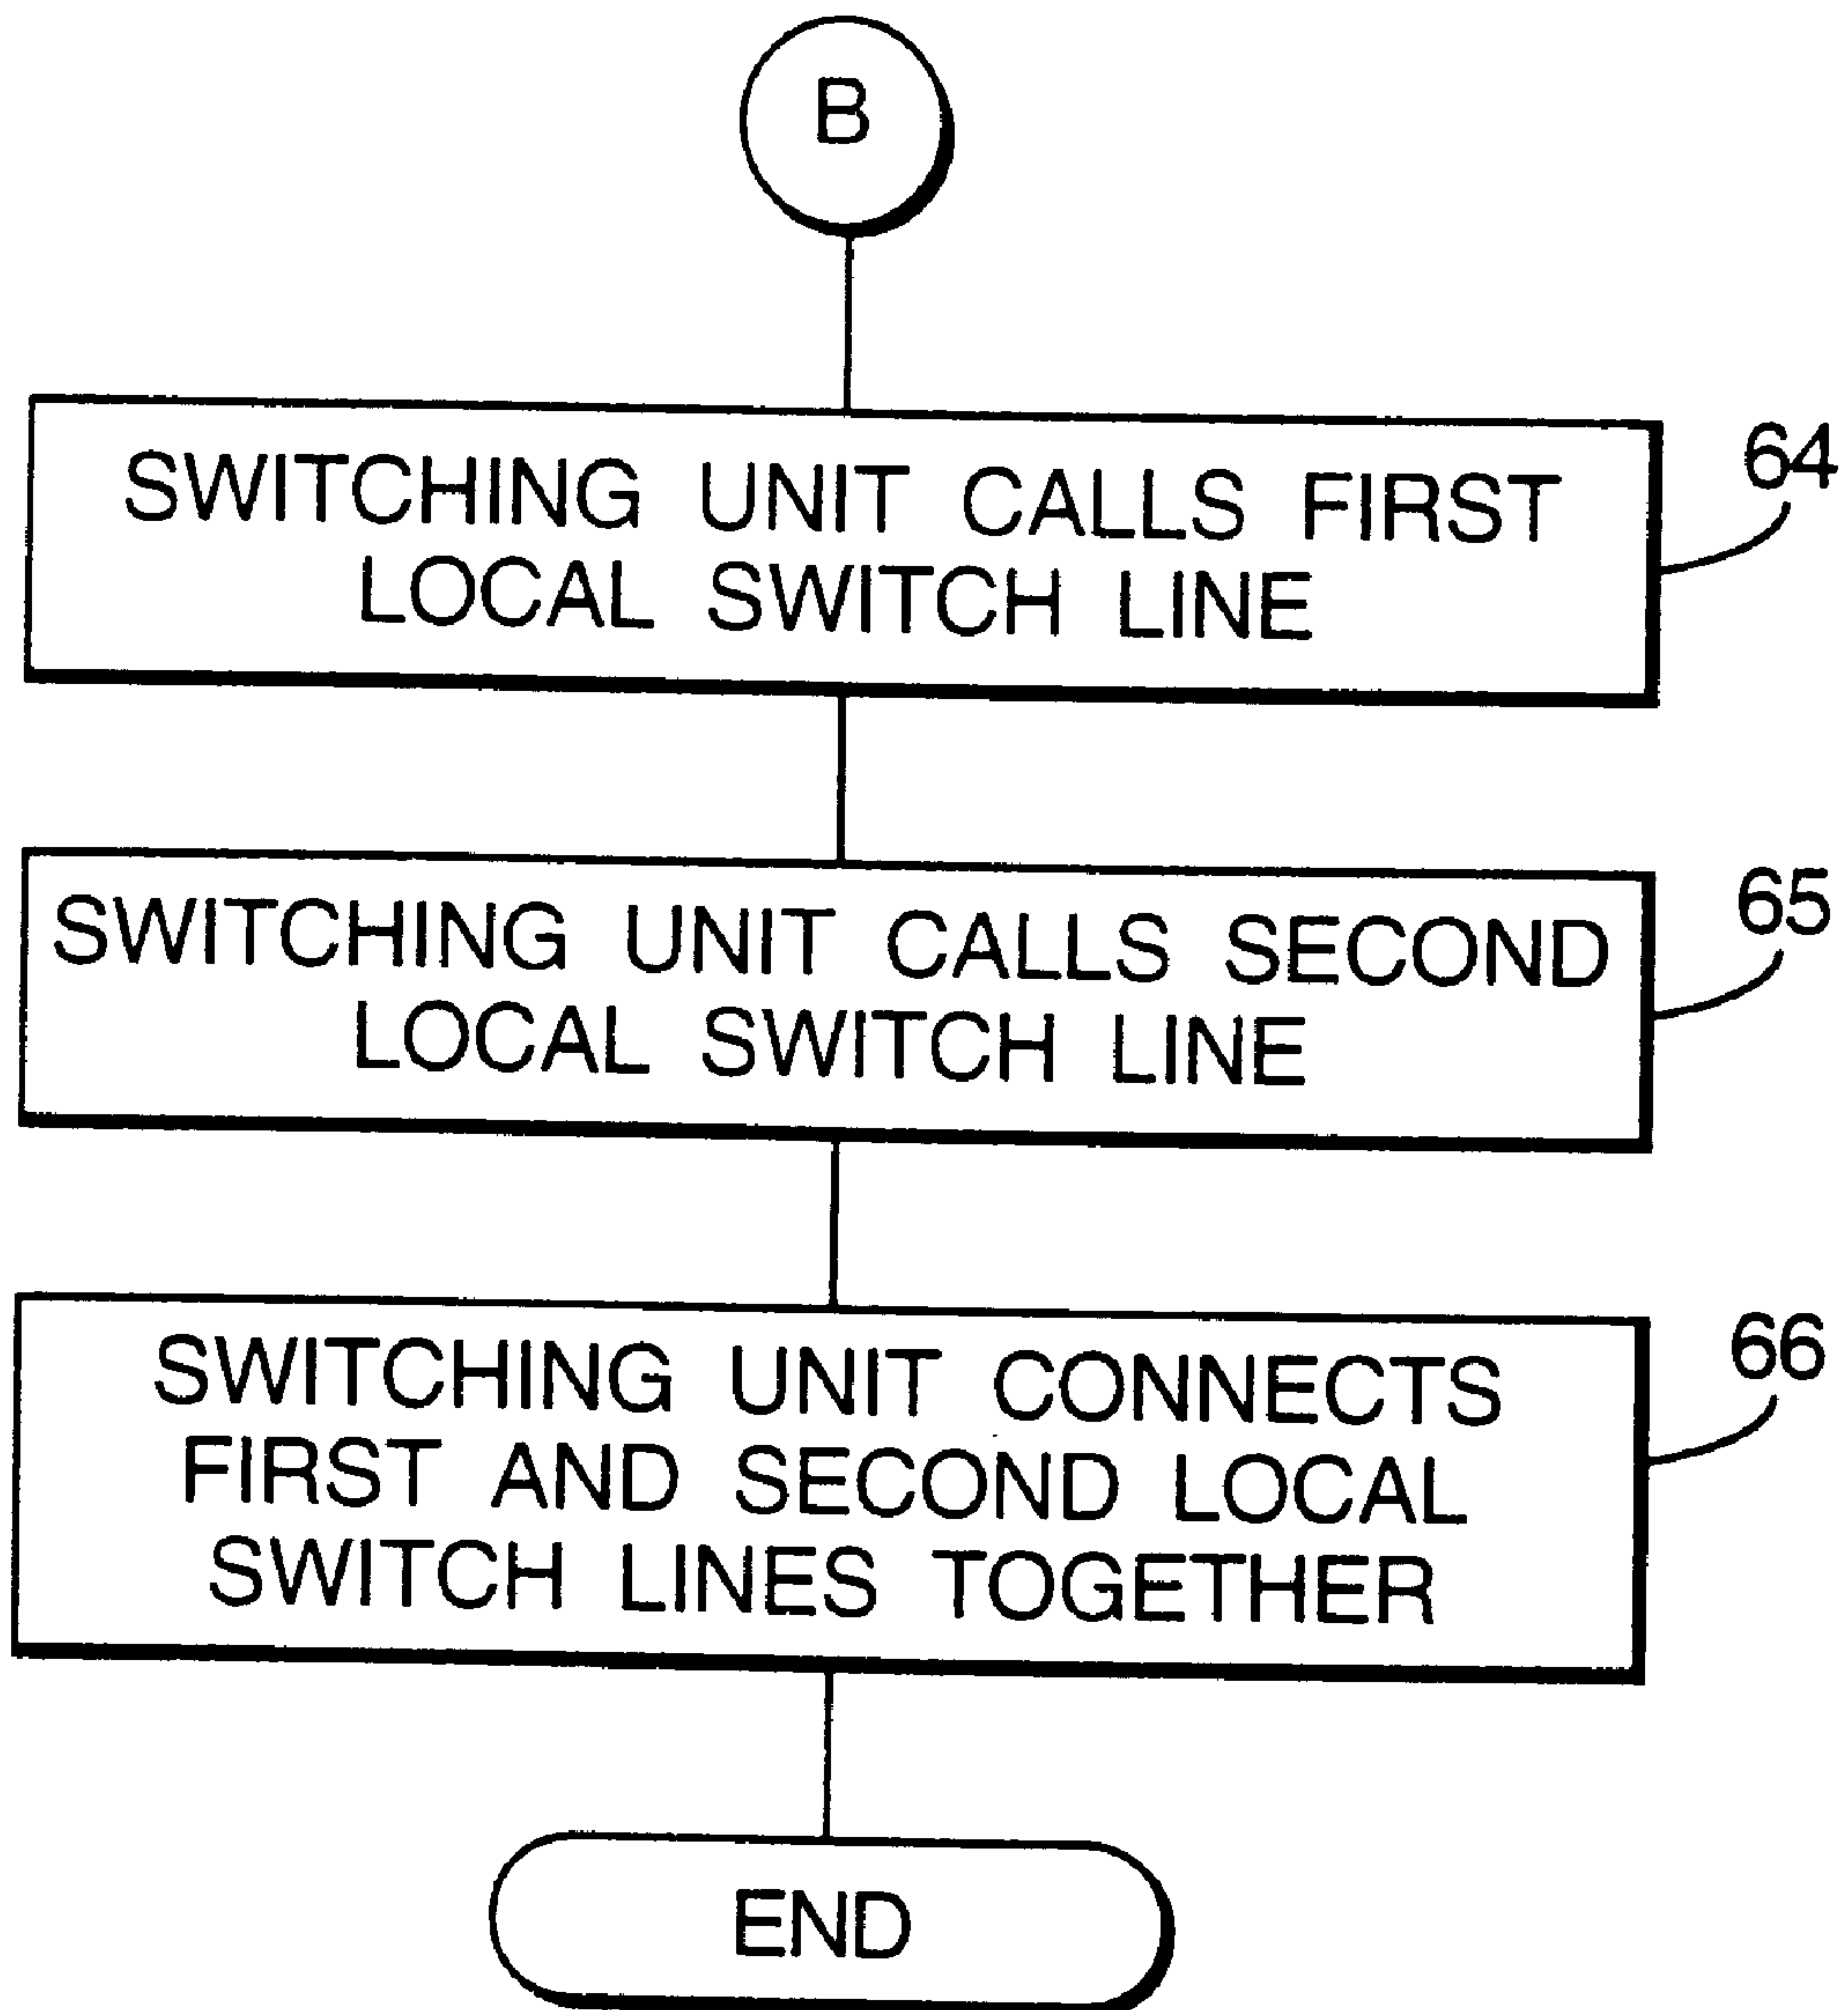 B
SWITCHING UNIT CALLS FIRST
LOCAL SWITCH LINE
64
SWITCHING UNIT CALLS SECOND
LOCAL SWITCH LINE
65
SWITCHING UNIT CONNECTS
FIRST AND SECOND LOCAL
SWITCH LINES TOGETHER
66
END